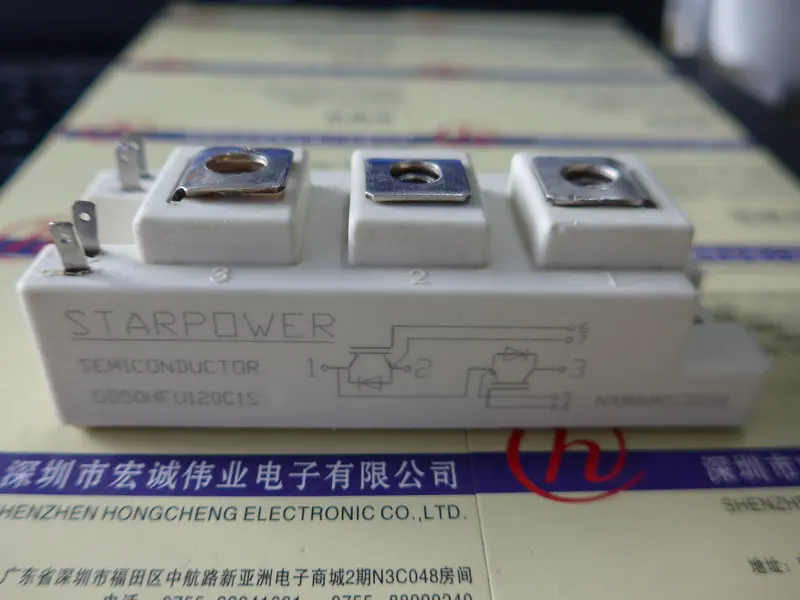 3 2
STARPOWER
SEMICONDUCTOR
GD50HFU120C1S
6
7
1 2 3
h
深圳市宏诚伟业电子有限公司
深圳市
HENZHEN HONGCHENG ELECTRONIC CO.,LTD.
SHENZHEN
广东省深圳市福田区中航路新亚洲电子商城2期N3C048房间
地址: